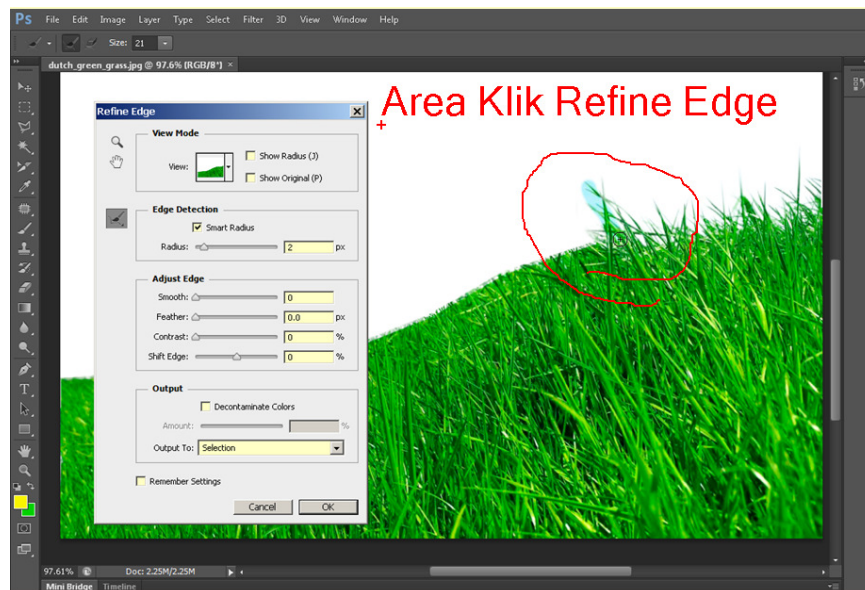 Ps File Edit Image Layer Type Select Filter 3D View Window Help
Size: 21
dutch_green_grass.jpg @ 97.6% (RGB/8*) ×
Area Klik Refine Edge
Refine Edge
View Mode
View:
Show Radius (J)
Show Original (P)
Edge Detection
Smart Radius
Radius: 2 px
Adjust Edge
Smooth: 0
Feather: 0.0 px
Contrast: 0 %
Shift Edge: 0 %
Output
Decontaminate Colors
Amount: %
Output To: Selection
Remember Settings
Cancel OK
97.61% Doc: 2.25M/2.25M
Mini Bridge Timeline